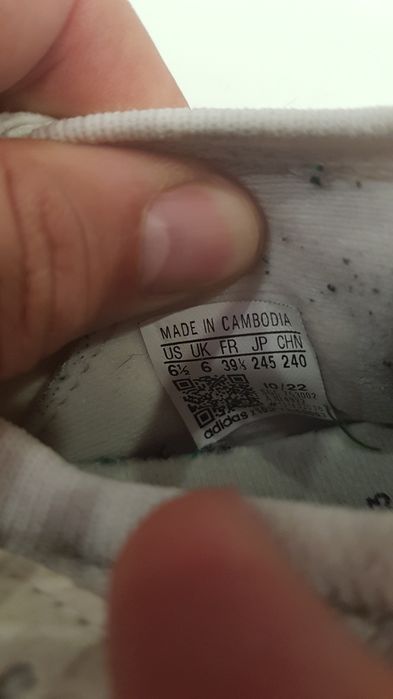 MADE IN CAMBODIA
US UK FR JP CHN
6½ 6 39⅓ 245 240
10/22
adidas